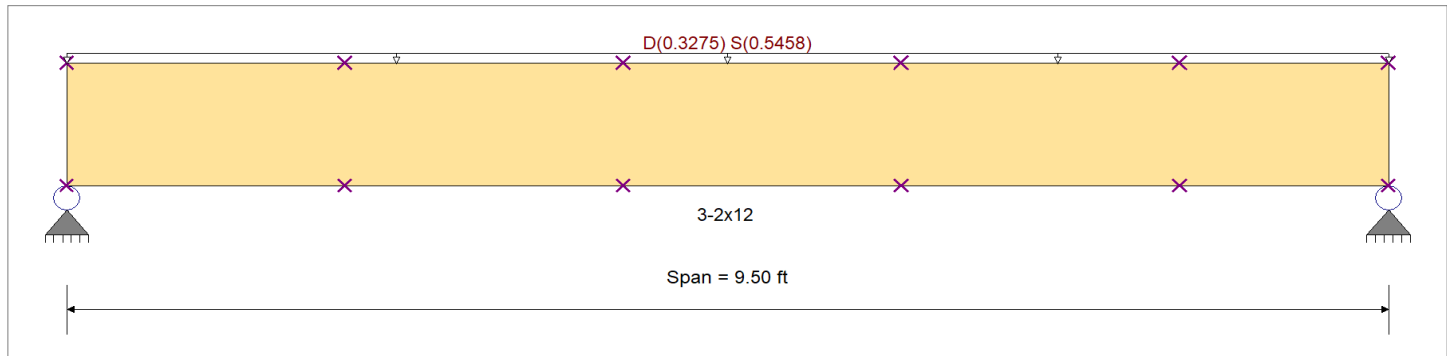 D(0.3275) S(0.5458)
3-2x12
Span = 9.50 ft